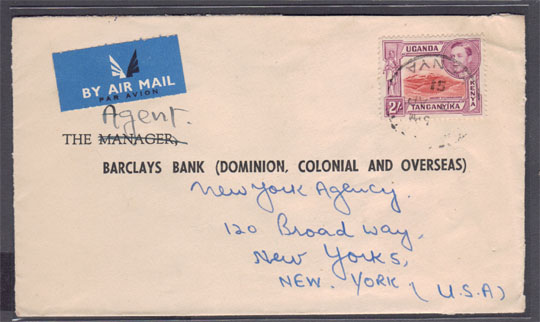 BY AIR MAIL
PAR AVION
UGANDA
KENYA
2/-
TANGANYIKA
Agent.
THE MANAGER,
BARCLAYS BANK (DOMINION, COLONIAL AND OVERSEAS)
New York Agency.
120 Broad way,
New Yorks,
NEW. YORK (U.S.A)